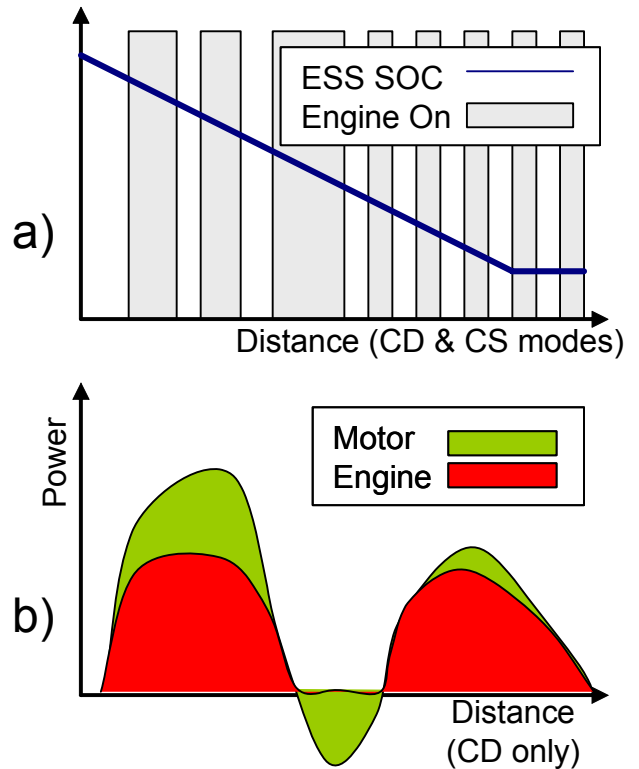 ESS SOC
Engine On
a)
Distance (CD & CS modes)
Power
Motor
Engine
b)
Distance
(CD only)